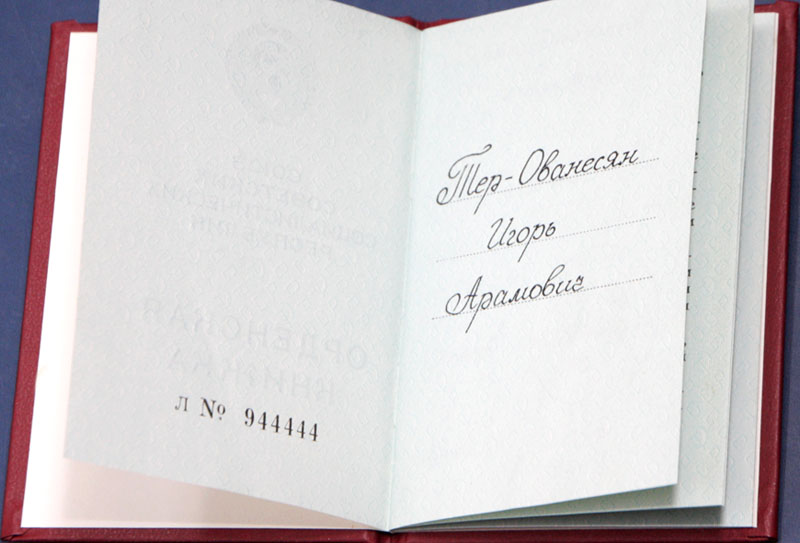 Л № 944444
Тер-Ованесян
Игорь
Арамович